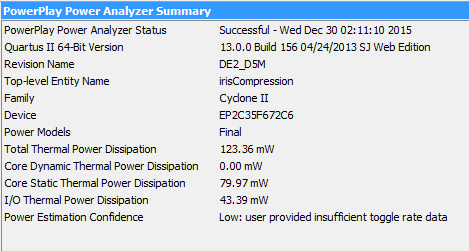 PowerPlay Power Analyzer Summary
PowerPlay Power Analyzer Status Successful - Wed Dec 30 02:11:10 2015
Quartus II 64-Bit Version 13.0.0 Build 156 04/24/2013 SJ Web Edition
Revision Name DE2_D5M
Top-level Entity Name irisCompression
Family Cyclone II
Device EP2C35F672C6
Power Models Final
Total Thermal Power Dissipation 123.36 mW
Core Dynamic Thermal Power Dissipation 0.00 mW
Core Static Thermal Power Dissipation 79.97 mW
I/O Thermal Power Dissipation 43.39 mW
Power Estimation Confidence Low: user provided insufficient toggle rate data